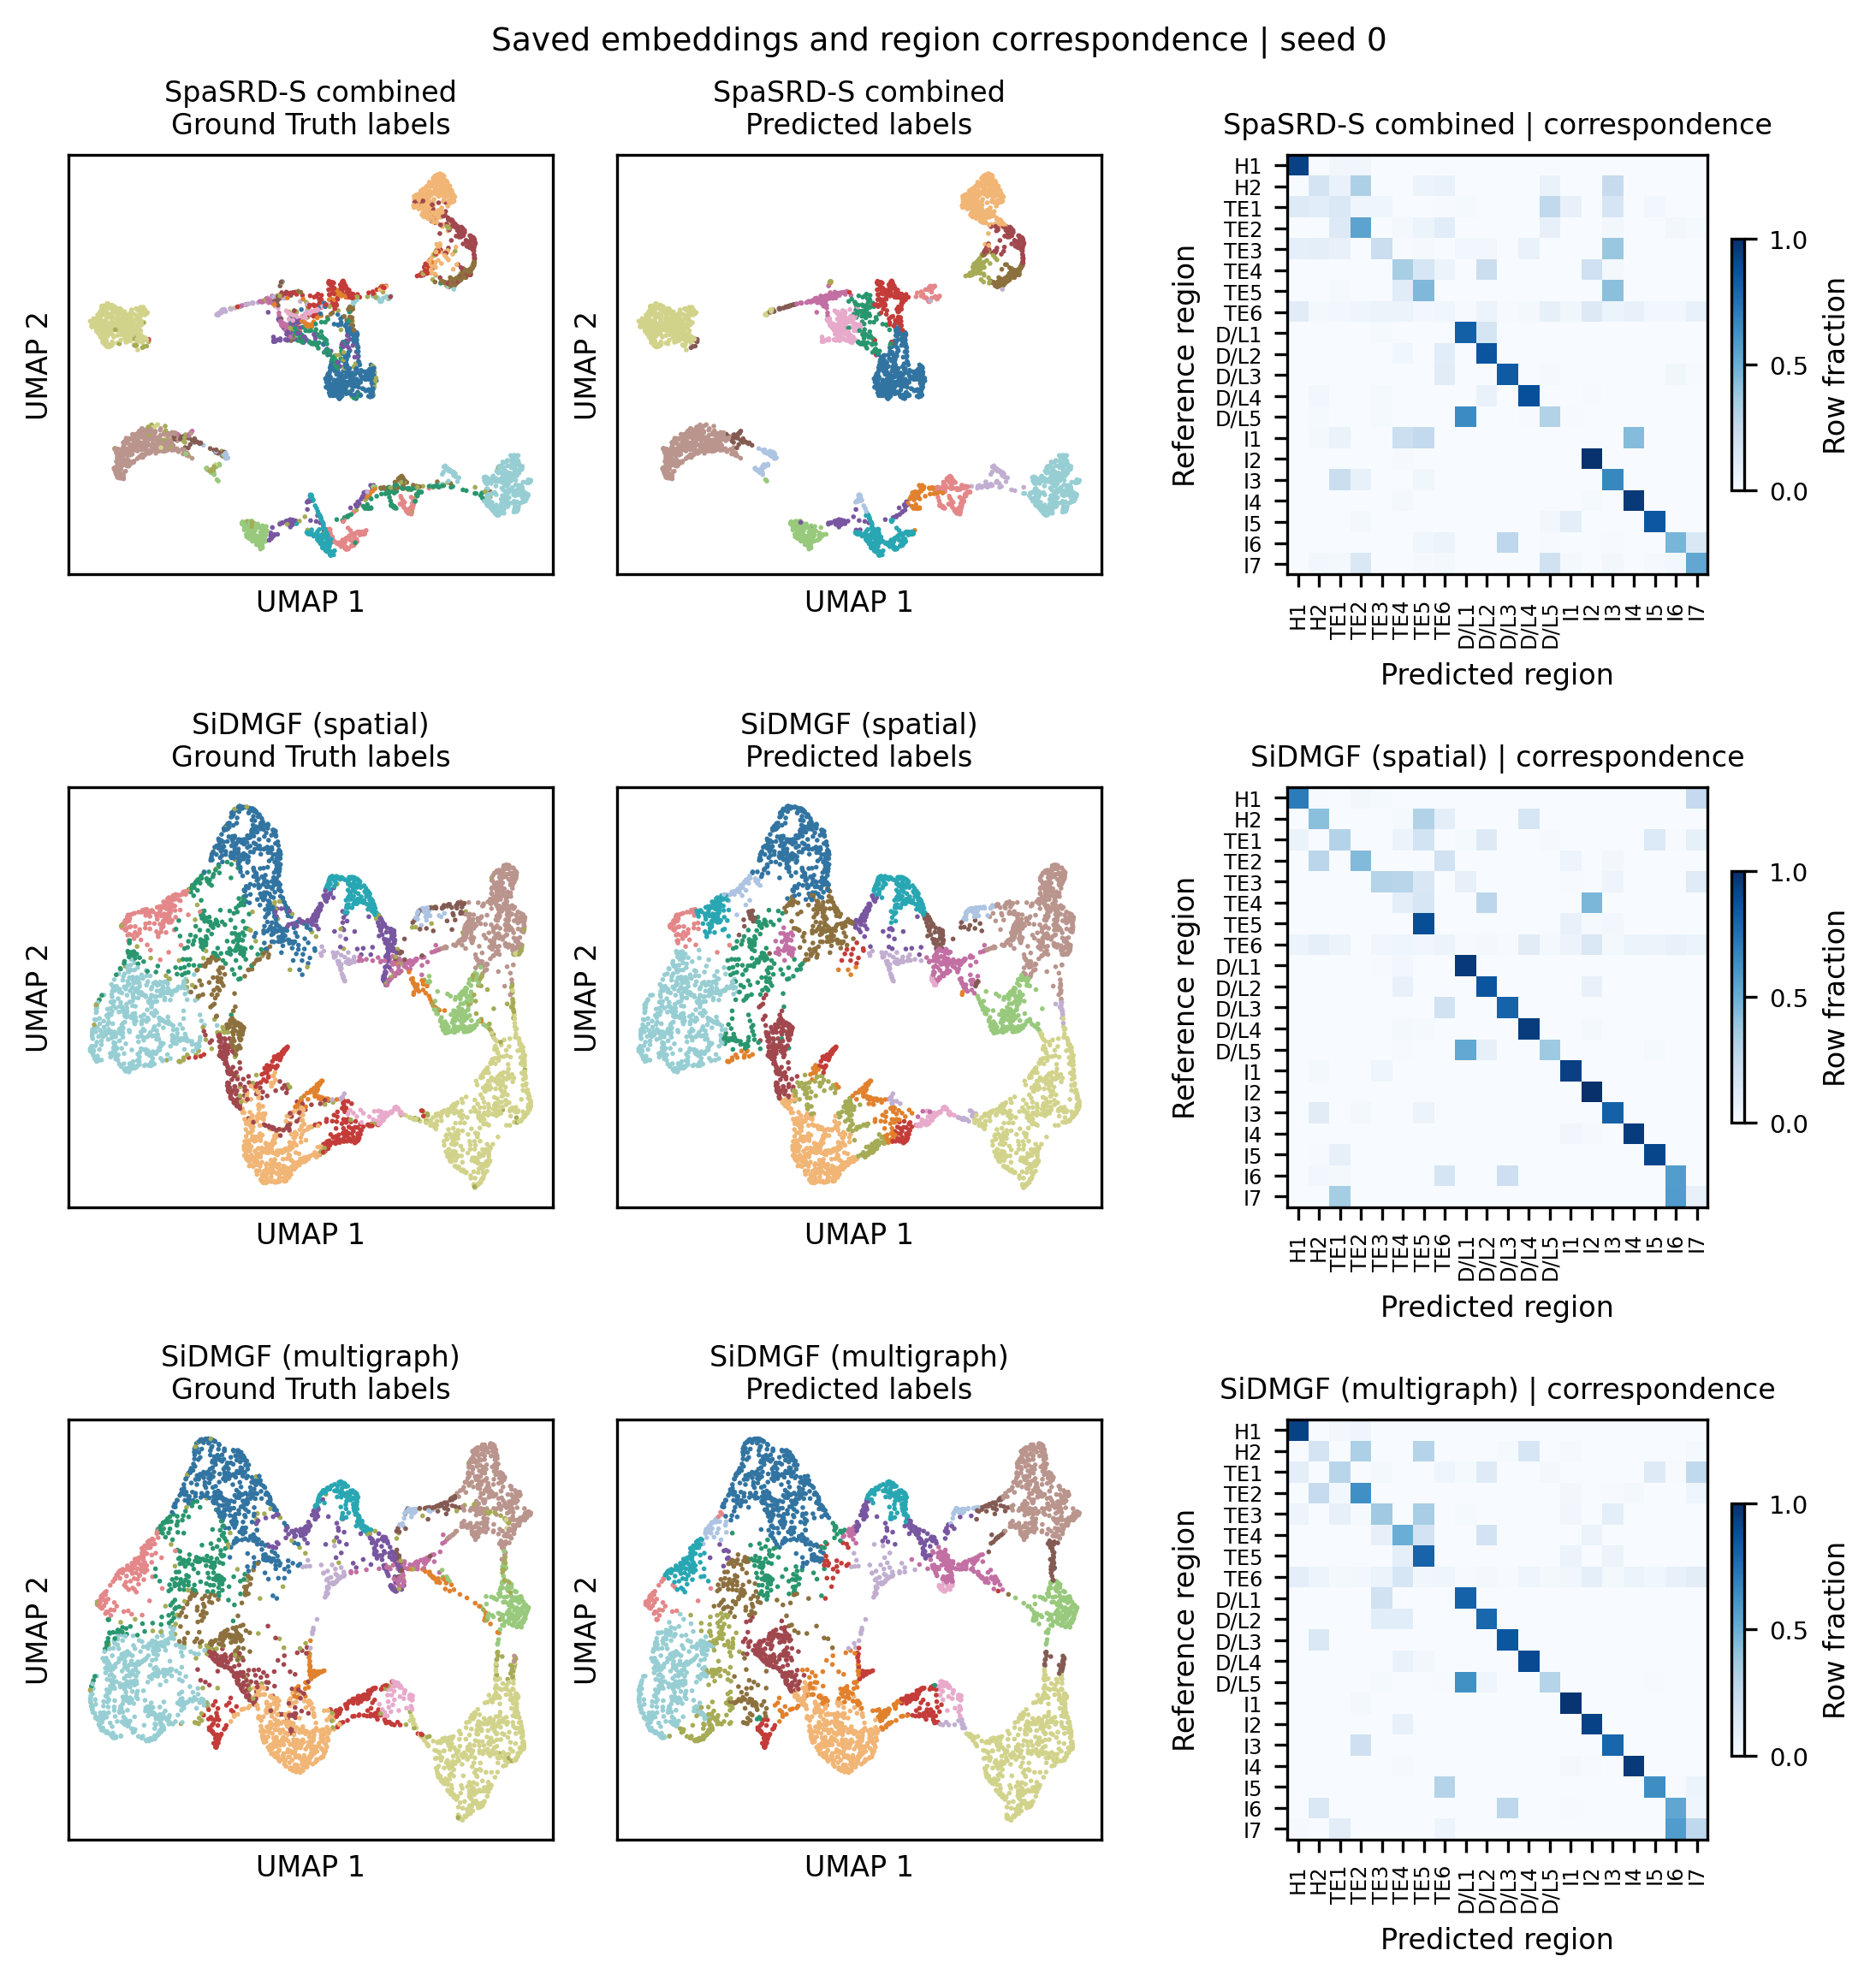 Saved embeddings and region correspondence | seed 0
SpaSRD-S combined
Ground Truth labels
UMAP 2
UMAP 1
SpaSRD-S combined
Predicted labels
UMAP 2
UMAP 1
SpaSRD-S combined | correspondence
Reference region
H1
H2
TE1
TE2
TE3
TE4
TE5
TE6
D/L1
D/L2
D/L3
D/L4
D/L5
I1
I2
I3
I4
I5
I6
I7
H1
H2
TE1
TE2
TE3
TE4
TE5
TE6
D/L1
D/L2
D/L3
D/L4
D/L5
I1
I2
I3
I4
I5
I6
I7
Predicted region
1.0
0.5
0.0
Row fraction
SiDMGF (spatial)
Ground Truth labels
UMAP 2
UMAP 1
SiDMGF (spatial)
Predicted labels
UMAP 2
UMAP 1
SiDMGF (spatial) | correspondence
Reference region
H1
H2
TE1
TE2
TE3
TE4
TE5
TE6
D/L1
D/L2
D/L3
D/L4
D/L5
I1
I2
I3
I4
I5
I6
I7
H1
H2
TE1
TE2
TE3
TE4
TE5
TE6
D/L1
D/L2
D/L3
D/L4
D/L5
I1
I2
I3
I4
I5
I6
I7
Predicted region
1.0
0.5
0.0
Row fraction
SiDMGF (multigraph)
Ground Truth labels
UMAP 2
UMAP 1
SiDMGF (multigraph)
Predicted labels
UMAP 2
UMAP 1
SiDMGF (multigraph) | correspondence
Reference region
H1
H2
TE1
TE2
TE3
TE4
TE5
TE6
D/L1
D/L2
D/L3
D/L4
D/L5
I1
I2
I3
I4
I5
I6
I7
H1
H2
TE1
TE2
TE3
TE4
TE5
TE6
D/L1
D/L2
D/L3
D/L4
D/L5
I1
I2
I3
I4
I5
I6
I7
Predicted region
1.0
0.5
0.0
Row fraction